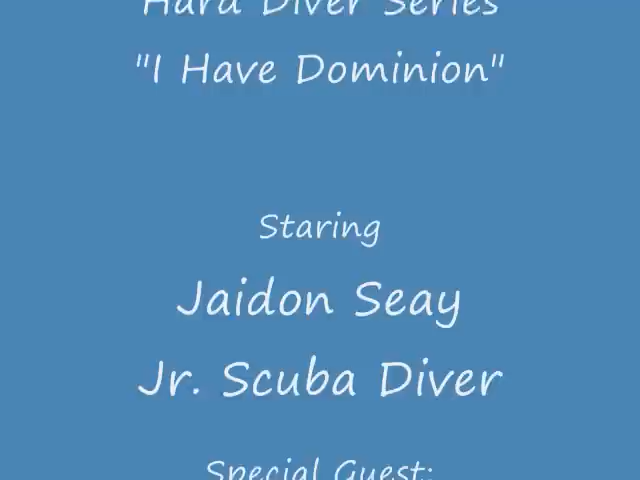 Hard Diver Series
"I Have Dominion"
Staring
Jaidon Seay
Jr. Scuba Diver
Special Guest: